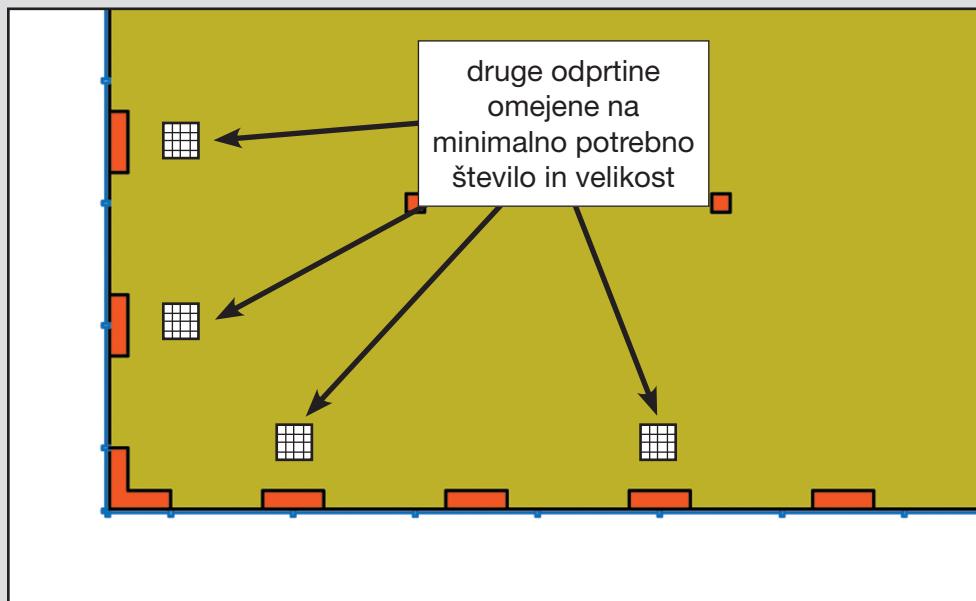 druge odprtine
omejene na
minimalno potrebno
število in velikost